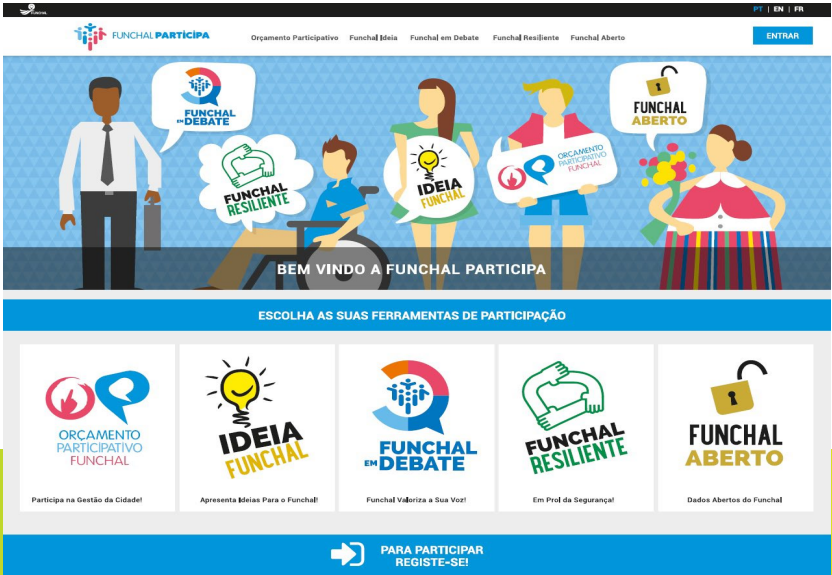 FUNCHAL
PT | EN | FR
FUNCHAL PARTICIPA
Orçamento Participativo Funchal Ideia Funchal em Debate Funchal Resiliente Funchal Aberto
ENTRAR
FUNCHAL
EM DEBATE
FUNCHAL
RESILIENTE
IDEIA
FUNCHAL
ORÇAMENTO
PARTICIPATIVO
FUNCHAL
FUNCHAL
ABERTO
BEM VINDO A FUNCHAL PARTICIPA
ESCOLHA AS SUAS FERRAMENTAS DE PARTICIPAÇÃO
ORÇAMENTO
PARTICIPATIVO
FUNCHAL
Participa na Gestão da Cidade!
IDEIA
FUNCHAL
Apresenta Ideias Para o Funchal!
FUNCHAL
EM DEBATE
Funchal Valoriza a Sua Voz!
FUNCHAL
RESILIENTE
Em Prol da Segurança!
FUNCHAL
ABERTO
Dados Abertos do Funchal
PARA PARTICIPAR
REGISTE-SE!